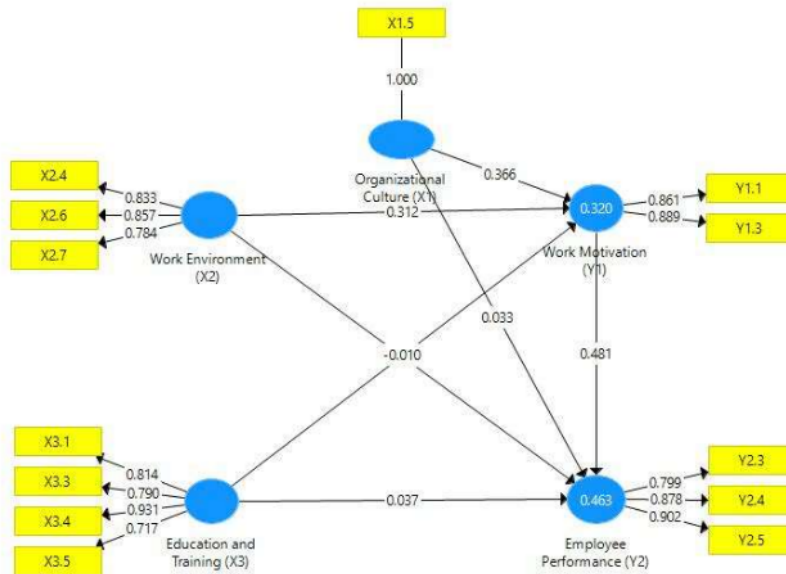 X1.5
1.000
Organizational
Culture (X1)
0.366
X2.4
X2.6
X2.7
0.833
0.857
0.784
Work Environment
(X2)
0.312
0.320
Work Motivation
(Y1)
0.861
0.889
Y1.1
Y1.3
0.033
-0.010
0.481
X3.1
X3.3
X3.4
X3.5
0.814
0.790
0.931
0.717
Education and
Training (X3)
0.037
0.463
Employee
Performance (Y2)
0.799
0.878
0.902
Y2.3
Y2.4
Y2.5